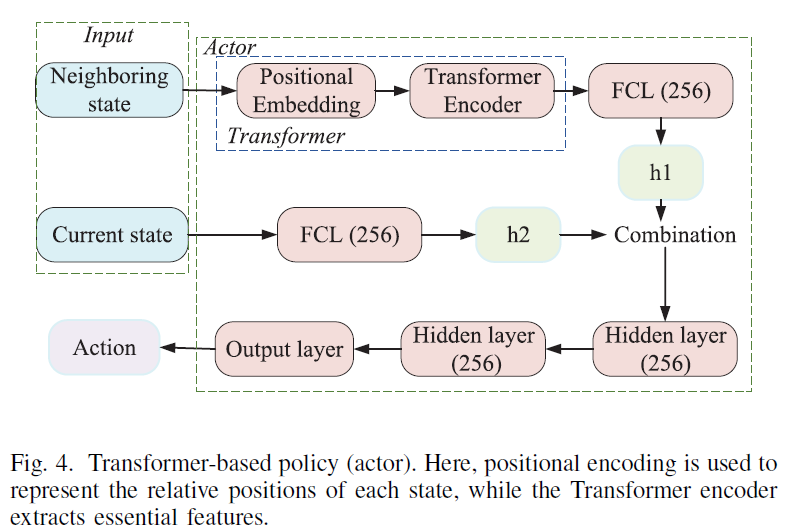 Input
Actor
Neighboring
state
Positional
Embedding
Transformer
Encoder
FCL (256)
Transformer
h1
Current state
FCL (256)
h2
Combination
Action
Output layer
Hidden layer
(256)
Hidden layer
(256)
Fig. 4. Transformer-based policy (actor). Here, positional encoding is used to
represent the relative positions of each state, while the Transformer encoder
extracts essential features.